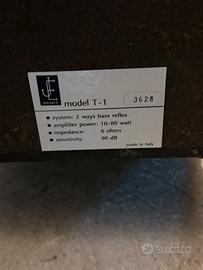 model T-1
3628
■ system: 2 ways bass reflex
■ amplifier power: 10-80 watt
■ impedance: 6 ohms
■ sensitivity: 90 dB
made in italy
subito